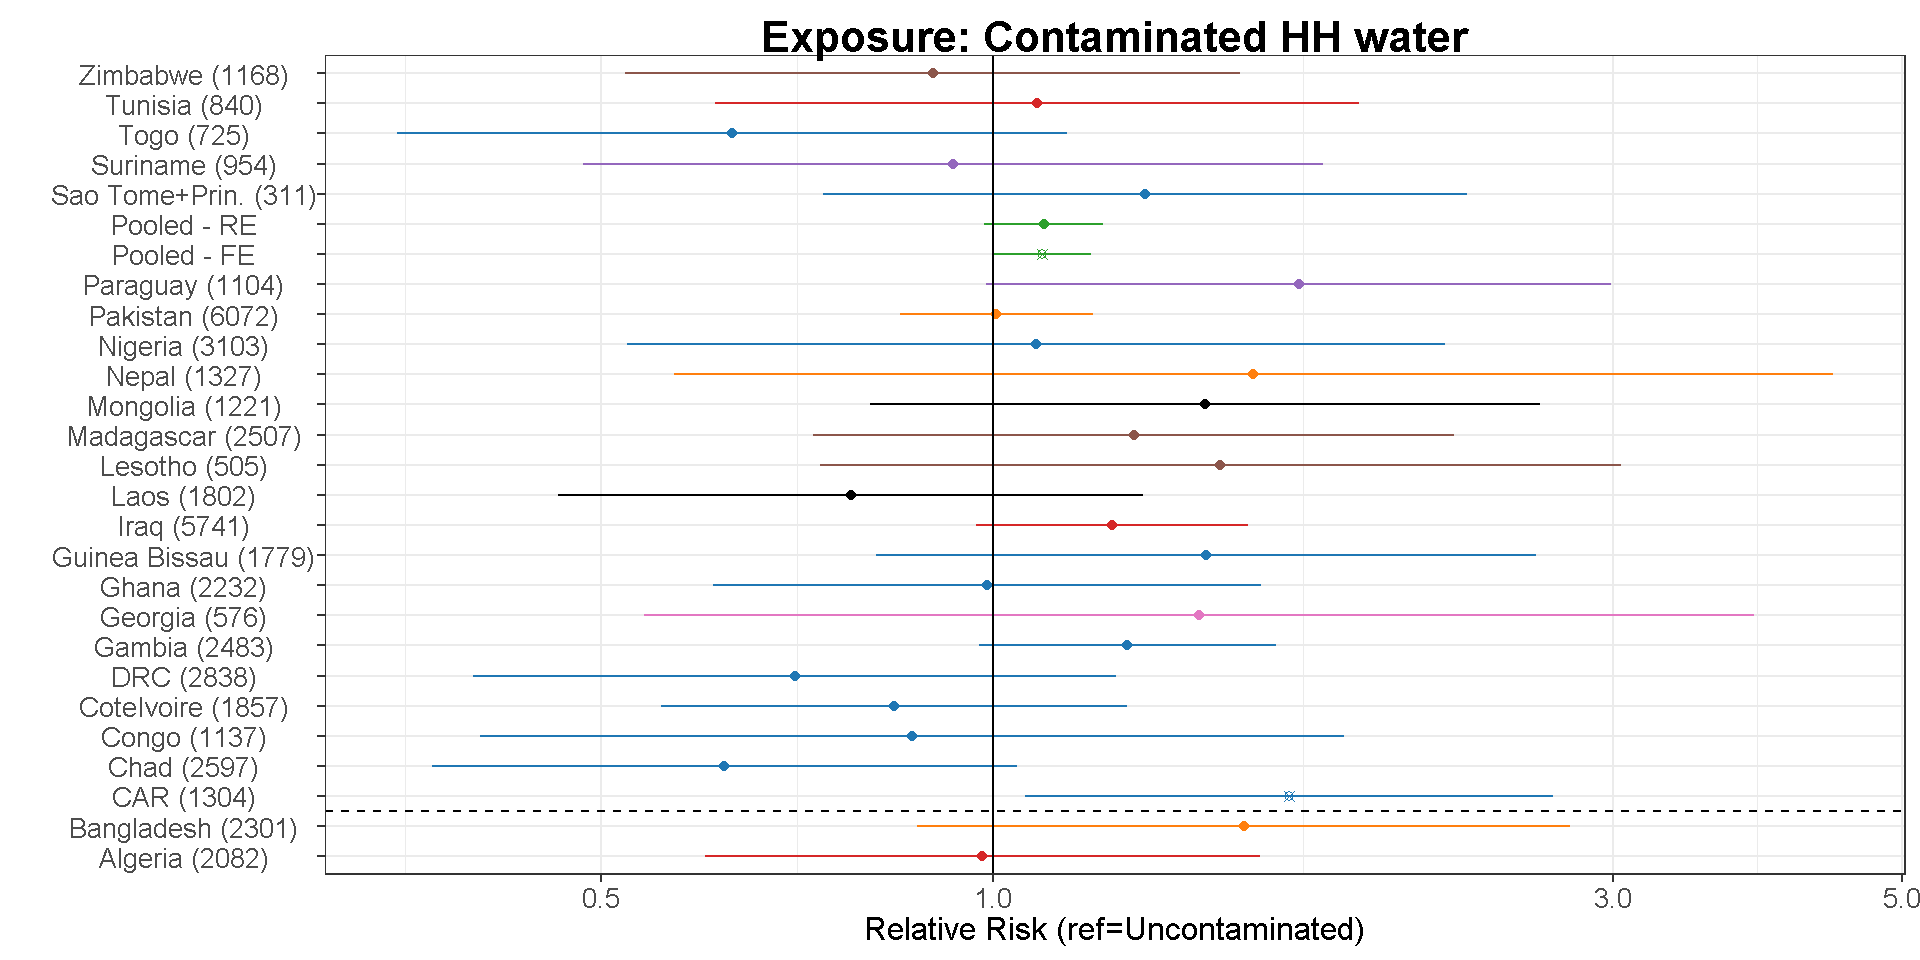 Exposure: Contaminated HH water
Zimbabwe (1168)
Tunisia (840)
Togo (725)
Suriname (954)
Sao Tome+Prin. (311)
Pooled - RE
Pooled - FE
Paraguay (1104)
Pakistan (6072)
Nigeria (3103)
Nepal (1327)
Mongolia (1221)
Madagascar (2507)
Lesotho (505)
Laos (1802)
Iraq (5741)
Guinea Bissau (1779)
Ghana (2232)
Georgia (576)
Gambia (2483)
DRC (2838)
CoteIvoire (1857)
Congo (1137)
Chad (2597)
CAR (1304)
Bangladesh (2301)
Algeria (2082)
0.5 1.0 3.0 5.0
Relative Risk (ref=Uncontaminated)